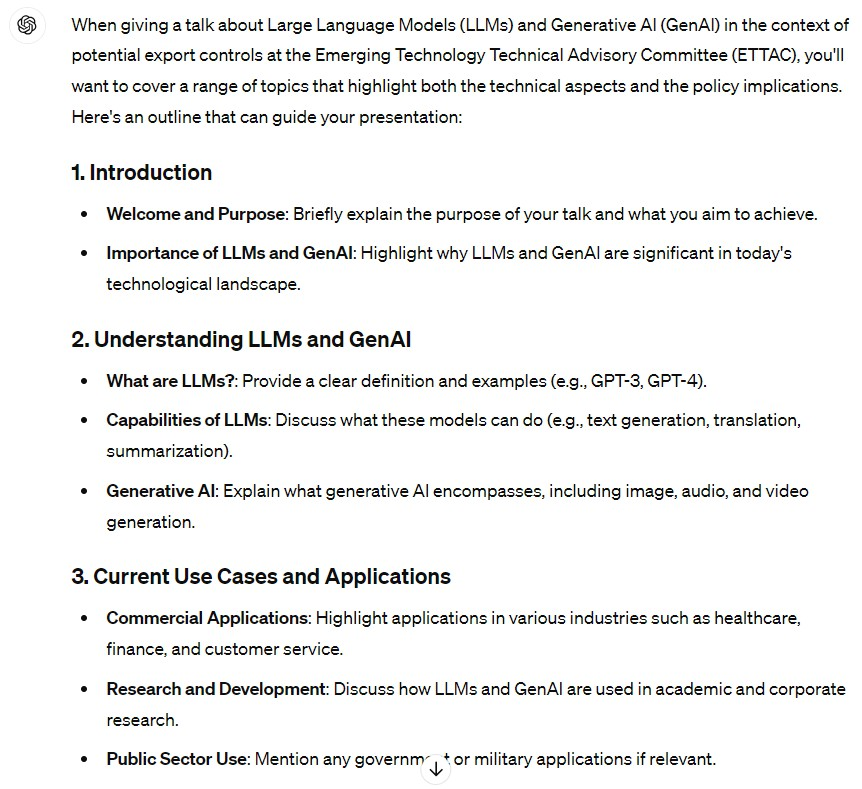 When giving a talk about Large Language Models (LLMs) and Generative AI (GenAI) in the context of
potential export controls at the Emerging Technology Technical Advisory Committee (ETTAC), you'll
want to cover a range of topics that highlight both the technical aspects and the policy implications.
Here's an outline that can guide your presentation:
1. Introduction
• Welcome and Purpose: Briefly explain the purpose of your talk and what you aim to achieve.
• Importance of LLMs and GenAI: Highlight why LLMs and GenAI are significant in today's
technological landscape.
2. Understanding LLMs and GenAI
• What are LLMs?: Provide a clear definition and examples (e.g., GPT-3, GPT-4).
• Capabilities of LLMs: Discuss what these models can do (e.g., text generation, translation,
summarization).
• Generative AI: Explain what generative AI encompasses, including image, audio, and video
generation.
3. Current Use Cases and Applications
• Commercial Applications: Highlight applications in various industries such as healthcare,
finance, and customer service.
• Research and Development: Discuss how LLMs and GenAI are used in academic and corporate
research.
• Public Sector Use: Mention any government or military applications if relevant.